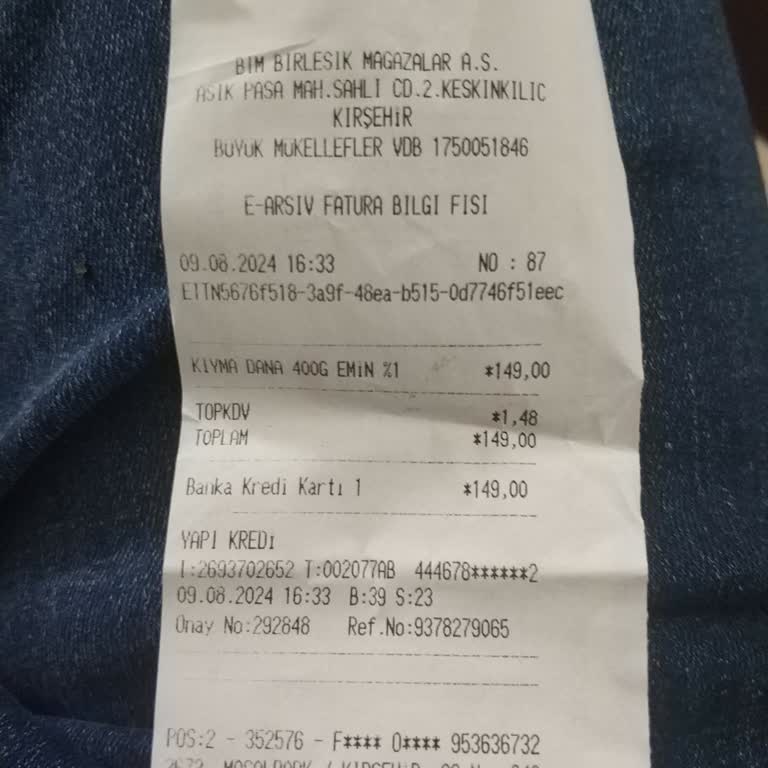 BIM BIRLESIK MAGAZALAR A.S.
ASIK PASA MAH.SAHLI CD.2.KESKINKILIC
KIRŞEHiR
BUYUK MUKELLEFLER VDB 1750051846
E-ARSIV FATURA BILGI FISI
09.08.2024 16:33 NO : 87
ETTN5676f518-3a9f-48ea-b515-0d7746f51eec
KIYMA DANA 400G EMiN %1 *149,00
TOPKDV *1,48
TOPLAM *149,00
Banka Kredi Kartı 1 *149,00
YAPI KREDi
I:2693702652 T:002077AB 444678******2
09.08.2024 16:33 B:39 S:23
Onay No:292848 Ref.No:9378279065
POS:2 - 352576 - F**** O**** 953636732